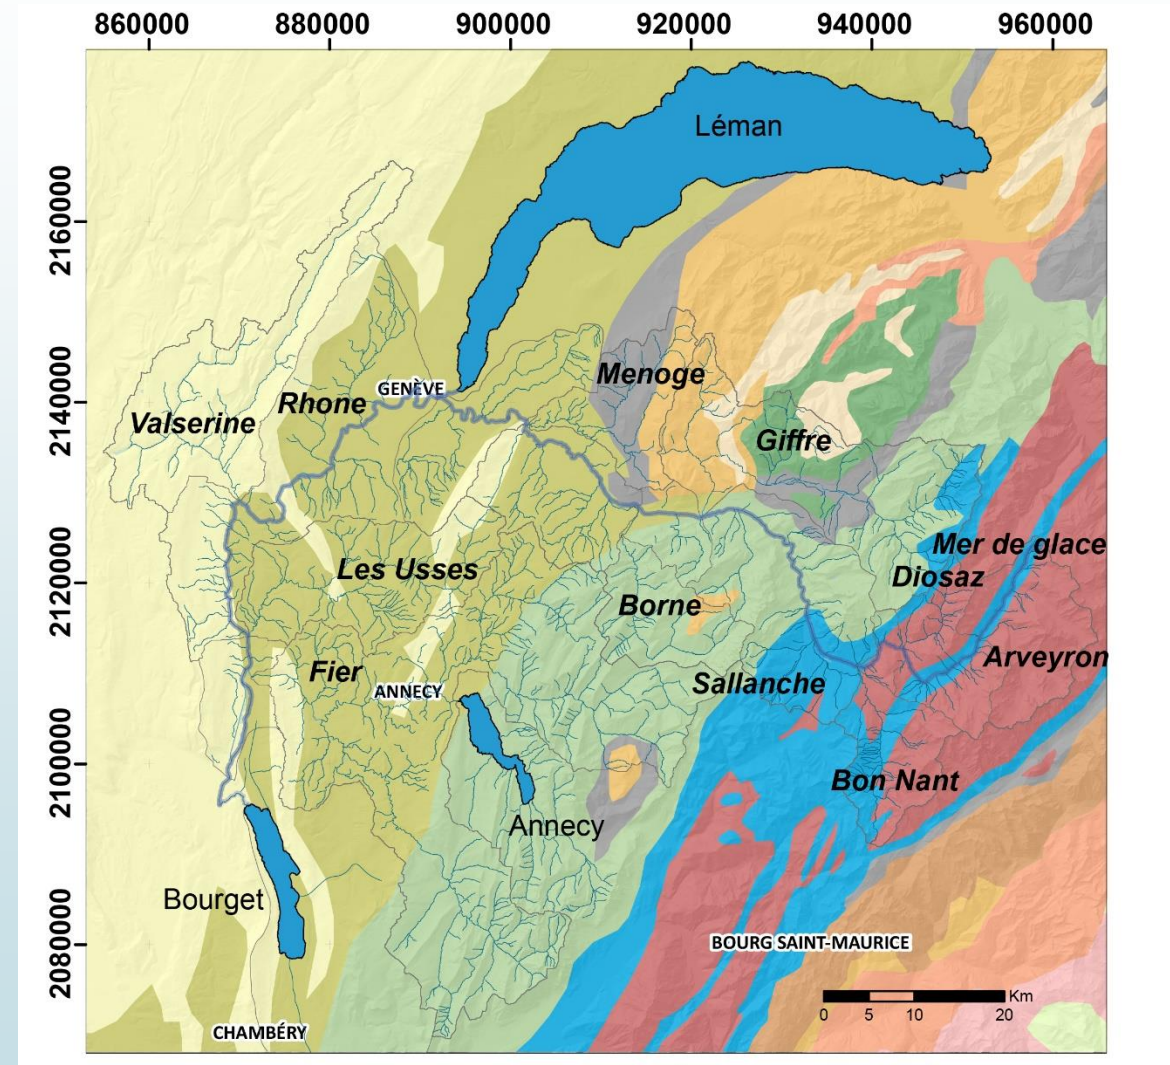 860000 880000 900000 920000 940000 960000
2160000
2140000
2120000
2100000
2080000
Léman
GENÈVE
Menoge
Rhone
Valserine
Giffre
Mer de glace
Les Usses
Diosaz
Borne
Arveyron
Fier
Sallanche
ANNECY
Bon Nant
Annecy
Bourget
BOURG SAINT-MAURICE
Km
0 5 10 20
CHAMBÉRY